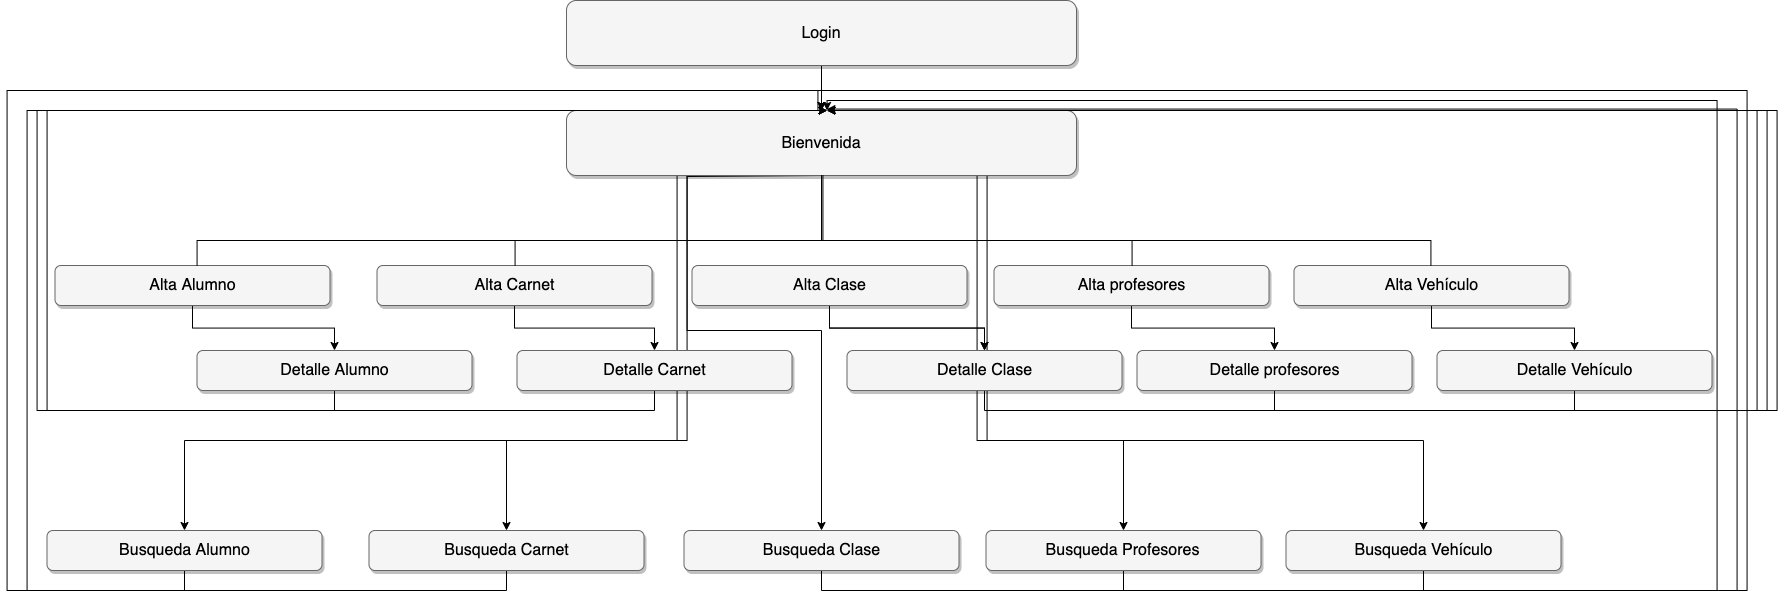 Login
Bienvenida
Alta Alumno
Alta Carnet
Alta Clase
Alta profesores
Alta Vehículo
Detalle Alumno
Detalle Carnet
Detalle Clase
Detalle profesores
Detalle Vehículo
Busqueda Alumno
Busqueda Carnet
Busqueda Clase
Busqueda Profesores
Busqueda Vehículo